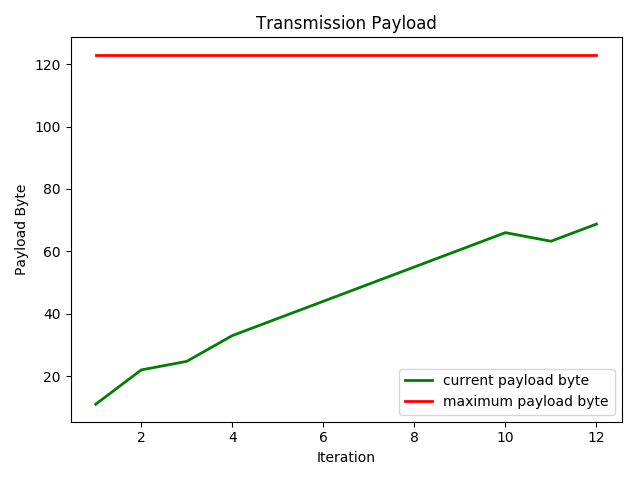 Transmission Payload
Payload Byte
120
100
80
60
40
20
2 4 6 8 10 12
Iteration
current payload byte
maximum payload byte